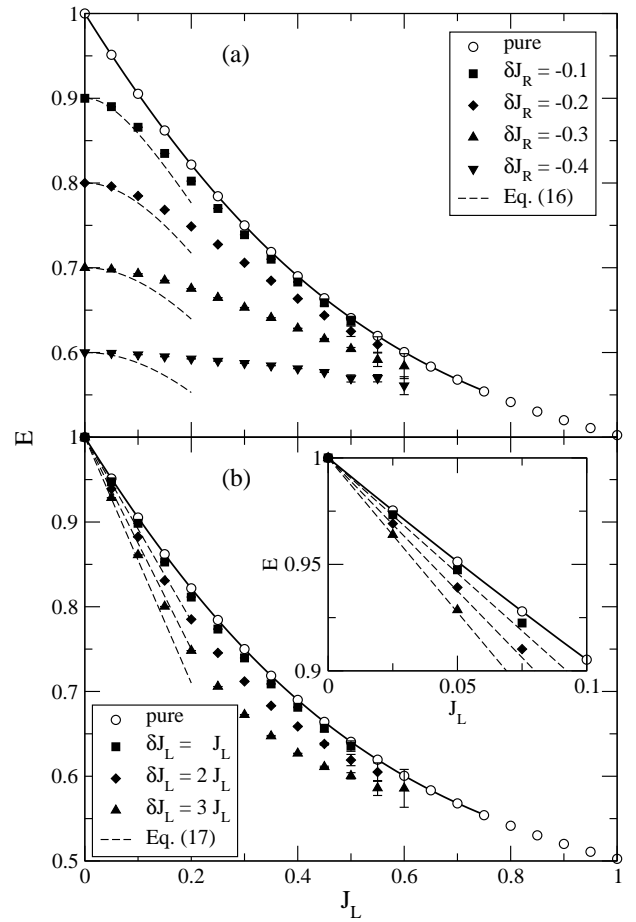 1
(a)
pure
δJ_R = -0.1
δJ_R = -0.2
δJ_R = -0.3
δJ_R = -0.4
Eq. (16)
0.9
0.8
0.7
0.6
E
1
(b)
0.9
0.8
0.7
0.6
0.5
pure
δJ_L = J_L
δJ_L = 2 J_L
δJ_L = 3 J_L
Eq. (17)
1
E
0.95
0.9
0 0.05 0.1
J_L
0 0.2 0.4 0.6 0.8 1
J_L